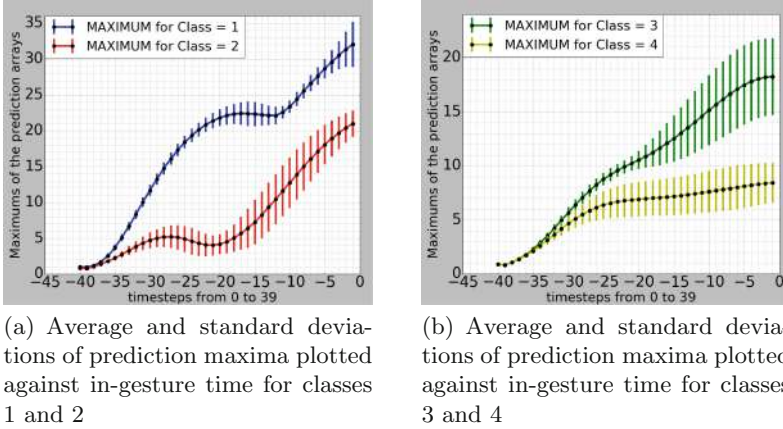 35
30
25
20
15
10
5
0
Maximums of the prediction arrays
MAXIMUM for Class = 1
MAXIMUM for Class = 2
−45 −40 −35 −30 −25 −20 −15 −10 −5 0
timesteps from 0 to 39
(a) Average and standard devia-
tions of prediction maxima plotted
against in-gesture time for classes
1 and 2
20
15
10
5
0
Maximums of the prediction arrays
MAXIMUM for Class = 3
MAXIMUM for Class = 4
−45 −40 −35 −30 −25 −20 −15 −10 −5 0
timesteps from 0 to 39
(b) Average and standard devia
tions of prediction maxima plotted
against in-gesture time for classes
3 and 4